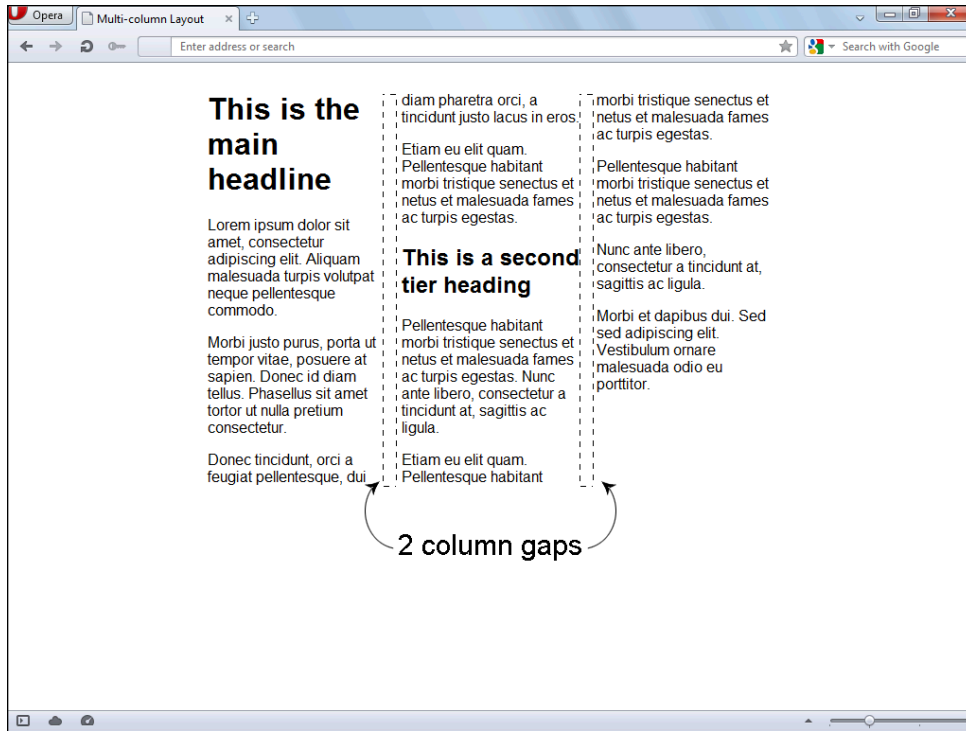 Opera
Multi-column Layout
Enter address or search
Search with Google
This is the
main
headline
Lorem ipsum dolor sit
amet, consectetur
adipiscing elit. Aliquam
malesuada turpis volutpat
neque pellentesque
commodo.
Morbi justo purus, porta ut
tempor vitae, posuere at
sapien. Donec id diam
tellus. Phasellus sit amet
tortor ut nulla pretium
consectetur.
Donec tincidunt, orci a
feugiat pellentesque, dui
diam pharetra orci, a
tincidunt justo lacus in eros.
Etiam eu elit quam.
Pellentesque habitant
morbi tristique senectus et
netus et malesuada fames
ac turpis egestas.
This is a second
tier heading
Pellentesque habitant
morbi tristique senectus et
netus et malesuada fames
ac turpis egestas. Nunc
ante libero, consectetur a
tincidunt at, sagittis ac
ligula.
Etiam eu elit quam.
Pellentesque habitant
morbi tristique senectus et
netus et malesuada fames
ac turpis egestas.
Pellentesque habitant
morbi tristique senectus et
netus et malesuada fames
ac turpis egestas.
Nunc ante libero,
consectetur a tincidunt at,
sagittis ac ligula.
Morbi et dapibus dui. Sed
sed adipiscing elit.
Vestibulum ornare
malesuada odio eu
porttitor.
2 column gaps